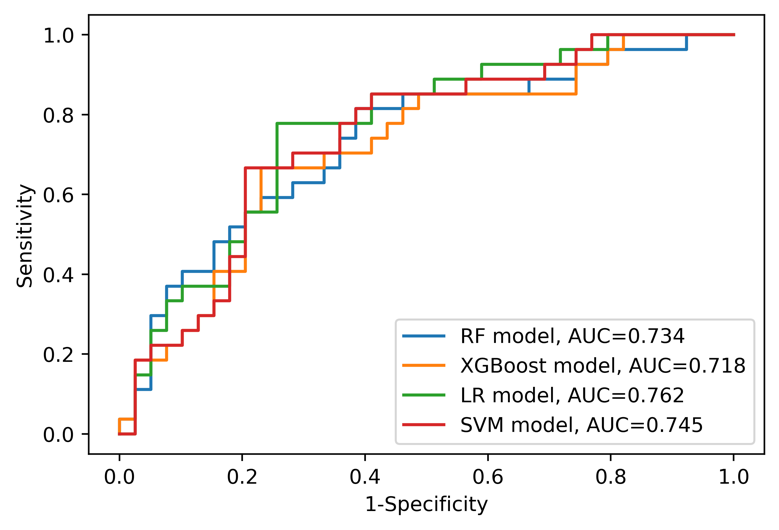 1.0
0.8
0.6
0.4
0.2
0.0
Sensitivity
RF model, AUC=0.734
XGBoost model, AUC=0.718
LR model, AUC=0.762
SVM model, AUC=0.745
0.0 0.2 0.4 0.6 0.8 1.0
1-Specificity